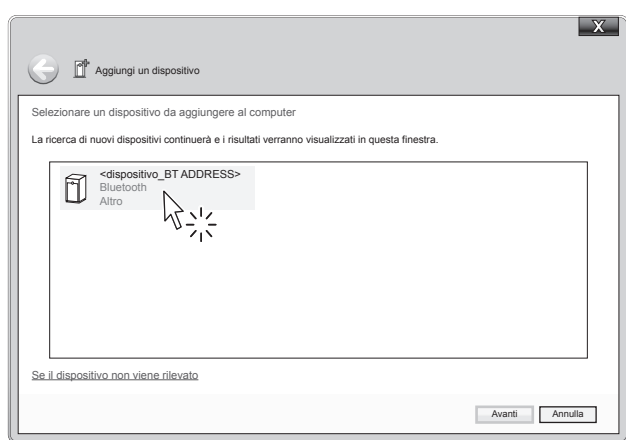 X
Aggiungi un dispositivo
Selezionare un dispositivo da aggiungere al computer
La ricerca di nuovi dispositivi continuerà e i risultati verranno visualizzati in questa finestra.
<dispositivo_BT ADDRESS>
Bluetooth
Altro
Se il dispositivo non viene rilevato
Avanti Annulla